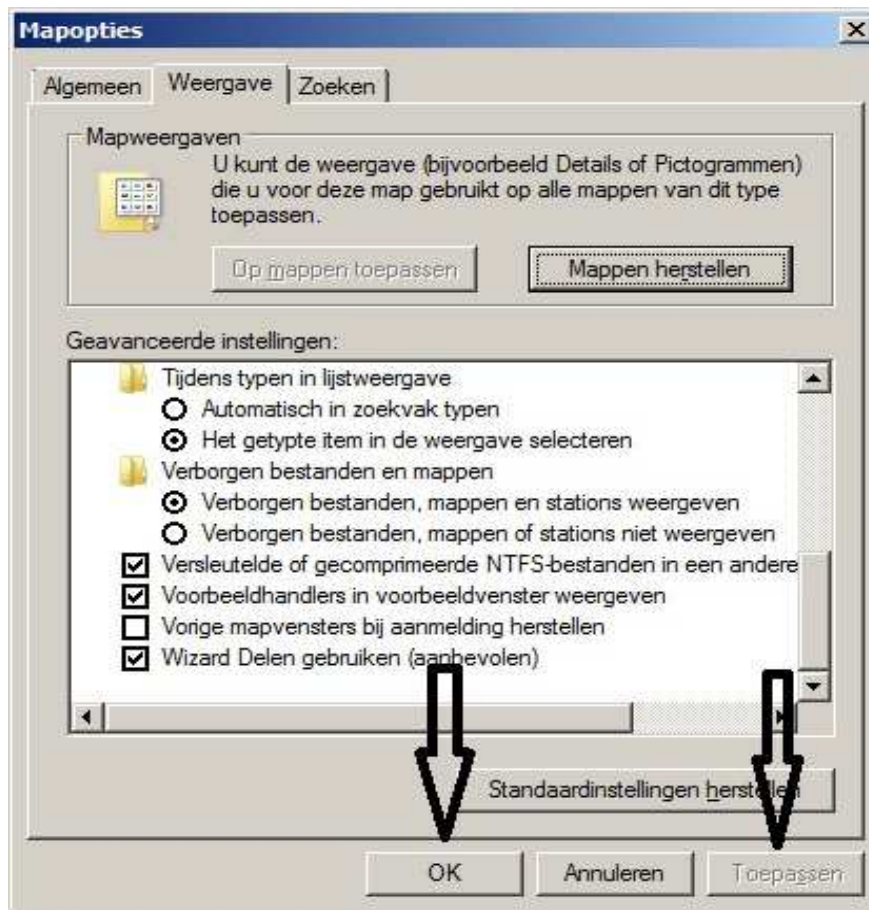 Mapopties
Algemeen Weergave Zoeken
Mapweergaven
U kunt de weergave (bijvoorbeeld Details of Pictogrammen)
die u voor deze map gebruikt op alle mappen van dit type
toepassen.
Op mappen toepassen Mappen herstellen
Geavanceerde instellingen:
Tijdens typen in lijstweergave
Automatisch in zoekvak typen
Het getypte item in de weergave selecteren
Verborgen bestanden en mappen
Verborgen bestanden, mappen en stations weergeven
Verborgen bestanden, mappen of stations niet weergeven
Versleutelde of gecomprimeerde NTFS-bestanden in een andere
Voorbeeldhandlers in voorbeeldvenster weergeven
Vorige mapvensters bij aanmelding herstellen
Wizard Delen gebruiken (aanbevolen)
Standaardinstellingen herstellen
OK Annuleren Toepassen